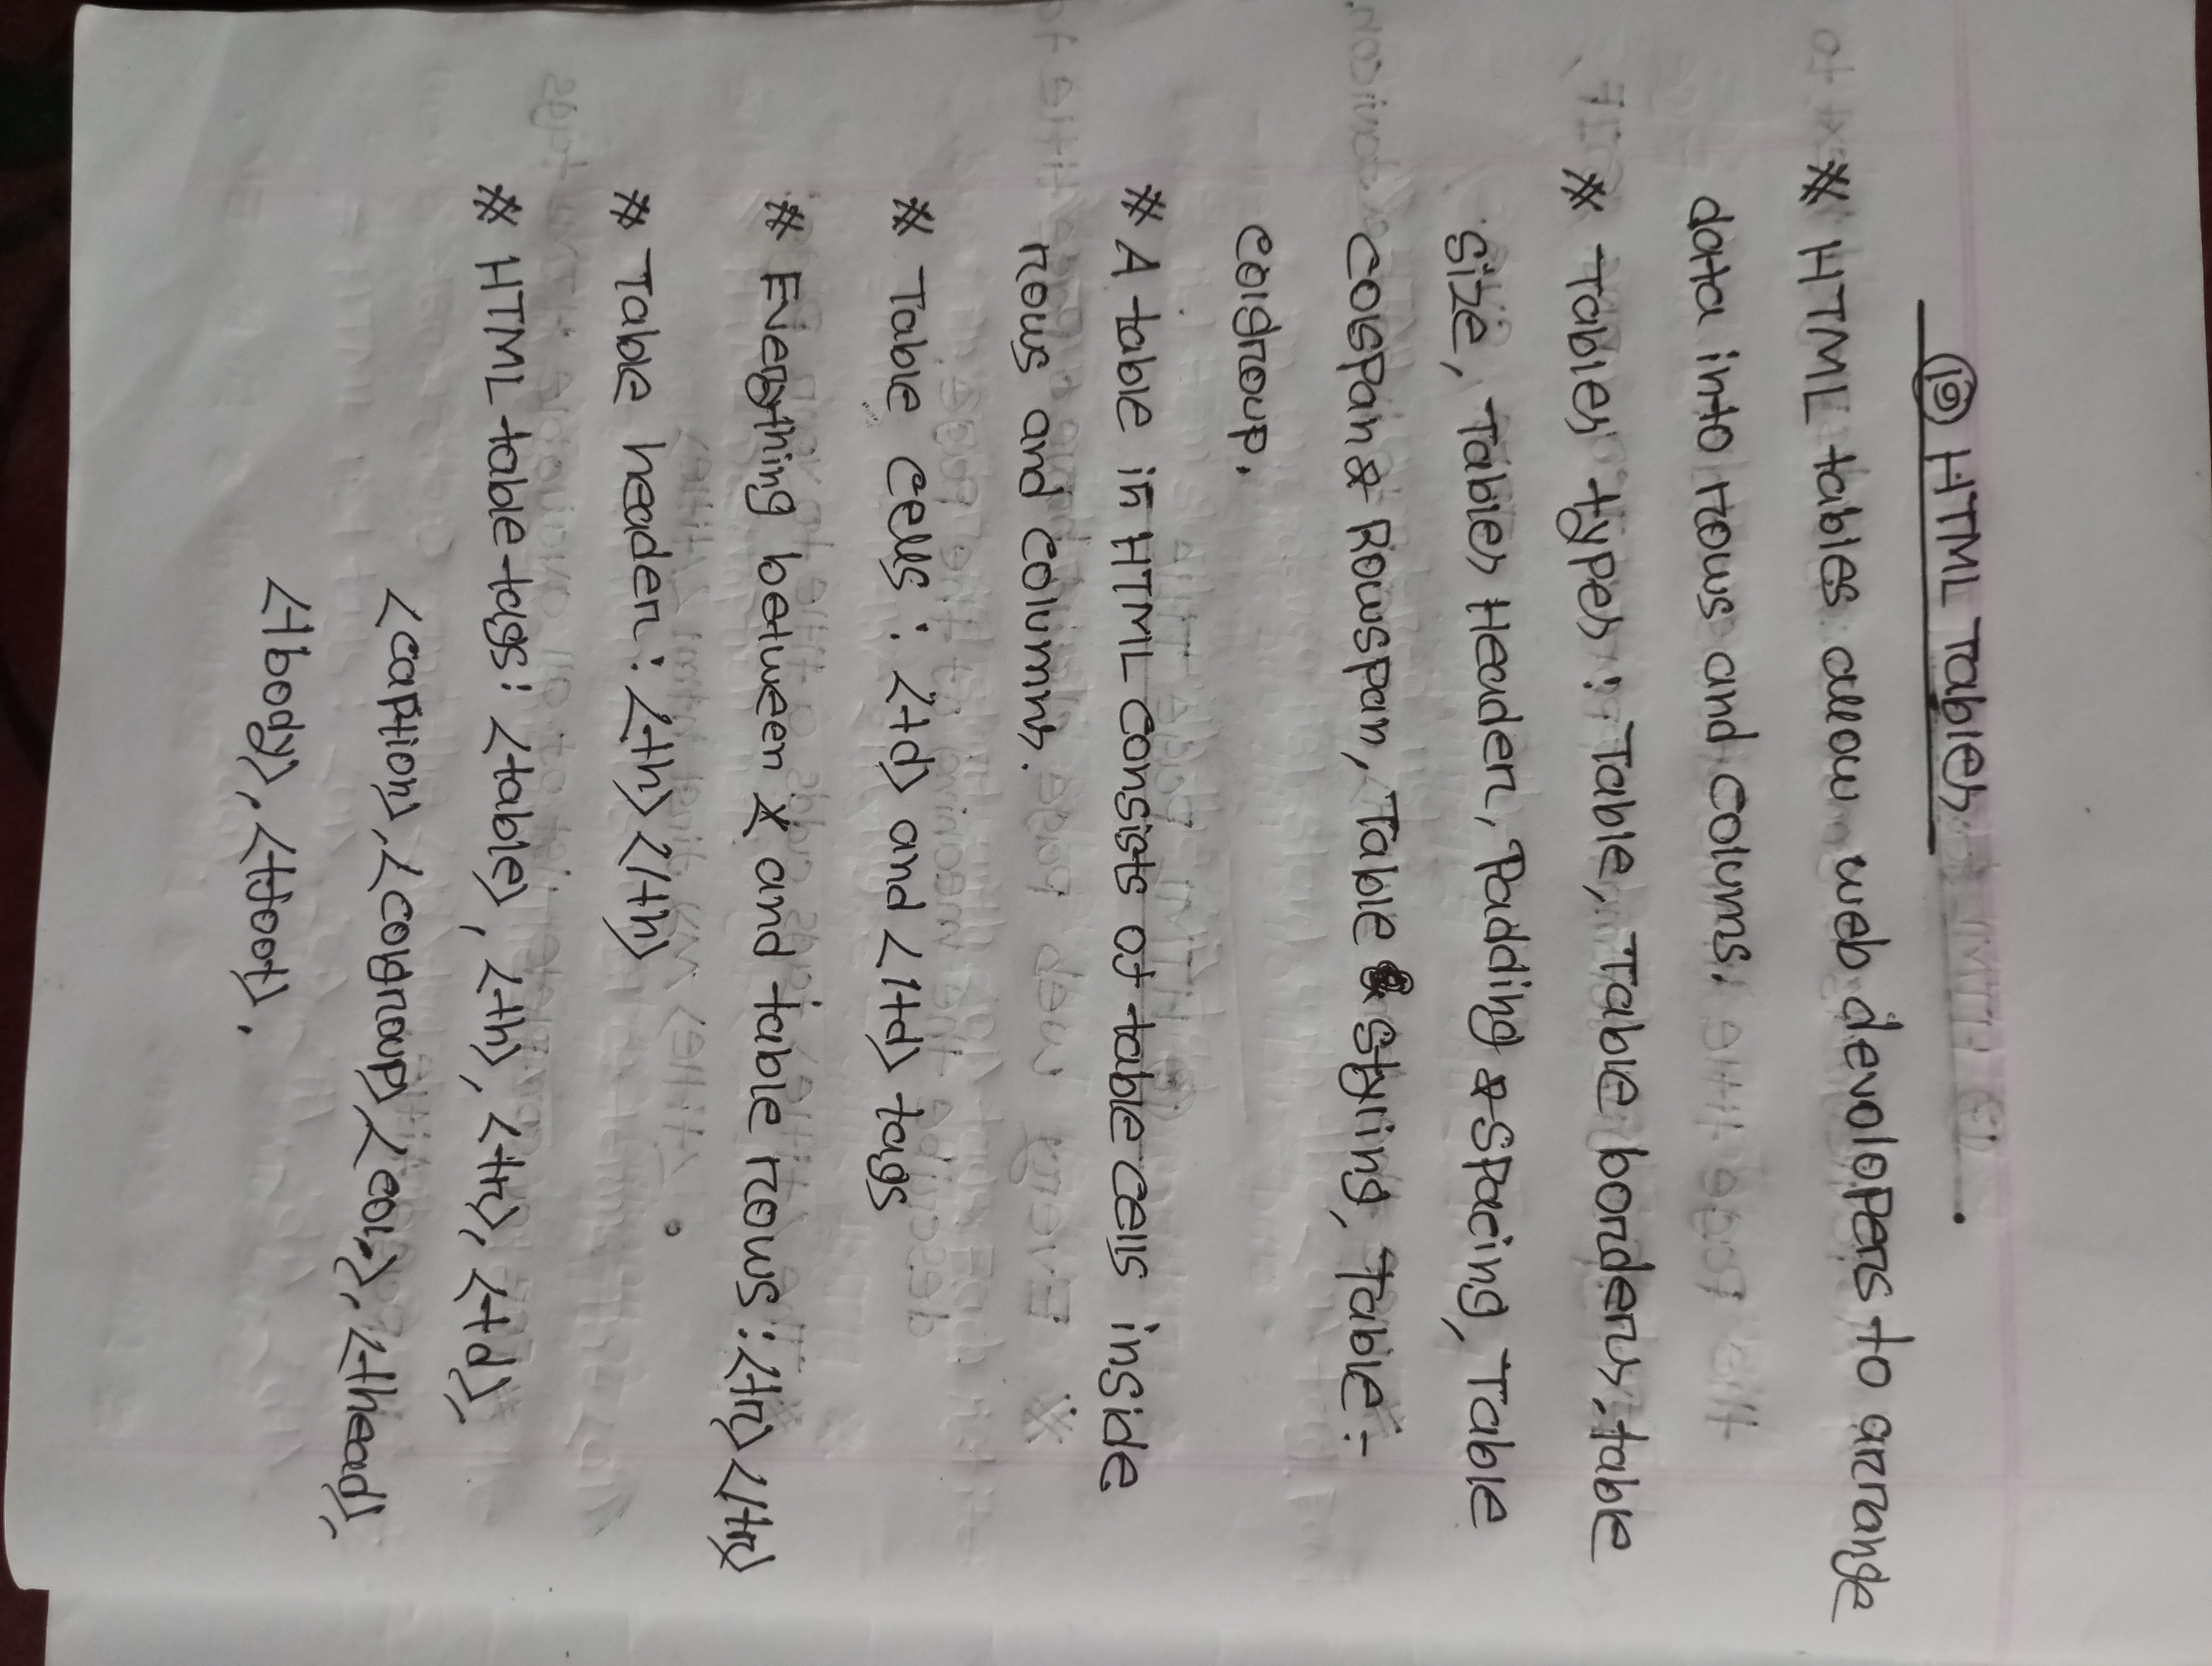 ⑲ HTML Tables
# HTML tables allow web devolopers to arrange
data into rows and colums.
# Tables types : Table, Table borders, table
size, Tables Header, Padding & spacing, Table
colspan & Rowspan, Table styling, Table -
colgroup.
# A table in HTML consists of table cells inside
rows and columns.
# Table cells : <td> and </td> tags
# Everything between and table rows : <tr> </tr>
# Table header : <th> </th>
# HTML table tags : <table>, <th>, <tr>, <td>,
<caption>, <colgroup>, <col>, <thead>,
<tbody>, <tfoot>.